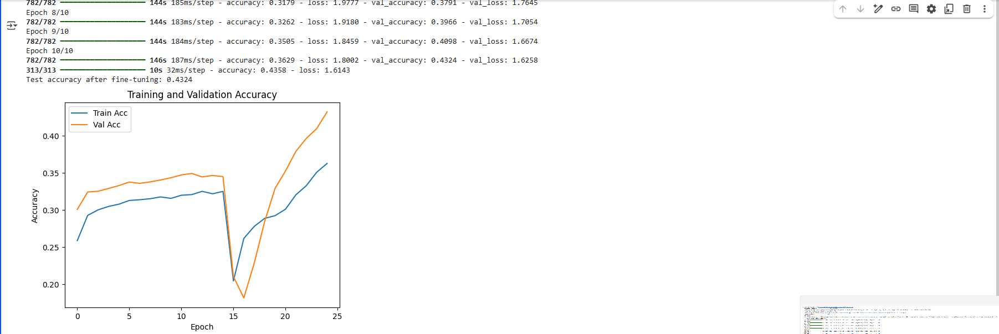 782/782 144s 185ms/step - accuracy: 0.3179 - loss: 1.9777 - val_accuracy: 0.3791 - val_loss: 1.7645
Epoch 8/10
782/782 144s 183ms/step - accuracy: 0.3262 - loss: 1.9180 - val_accuracy: 0.3966 - val_loss: 1.7054
Epoch 9/10
782/782 144s 184ms/step - accuracy: 0.3505 - loss: 1.8459 - val_accuracy: 0.4098 - val_loss: 1.6674
Epoch 10/10
782/782 146s 187ms/step - accuracy: 0.3629 - loss: 1.8002 - val_accuracy: 0.4324 - val_loss: 1.6258
313/313 10s 32ms/step - accuracy: 0.4358 - loss: 1.6143
Test accuracy after fine-tuning: 0.4324
Training and Validation Accuracy
Train Acc
Val Acc
0.40
0.35
0.30
0.25
0.20
Accuracy
0 5 10 15 20 25
Epoch